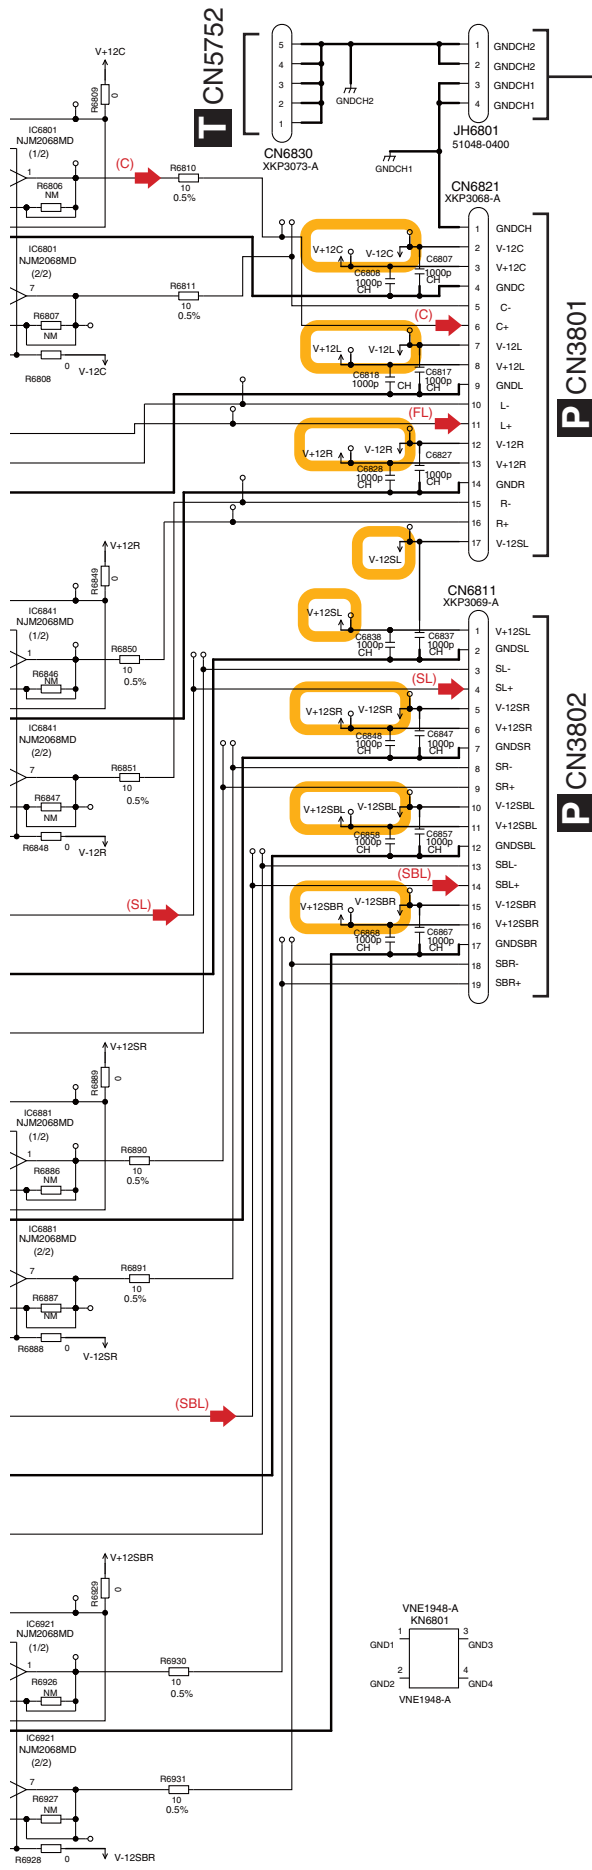 T CN5752
5
4
3
2
1
CN6830
XKP3073-A
GNDCH2
1 GNDCH2
2 GNDCH2
3 GNDCH1
4 GNDCH1
JH6801
51048-0400
GNDCH1
V+12C
R6809
0
IC6801
NJM2068MD
(1/2)
1
R6806
NM
(C)
R6810
10
0.5%
IC6801
NJM2068MD
(2/2)
7
R6811
10
0.5%
R6807
NM
0
R6808
V-12C
CN6821
XKP3068-A
P CN3801
1 GNDCH
2 V-12C
3 V+12C
4 GNDC
5 C-
6 C+
7 V-12L
8 V+12L
9 GNDL
10 L-
11 L+
12 V-12R
13 V+12R
14 GNDR
15 R-
16 R+
17 V-12SL
V+12C
V-12C
C6808
1000p
CH
C6807
1000p
CH
(C)
V+12L
V-12L
C6818
1000p
CH
C6817
1000p
CH
(FL)
V+12R
V-12R
C6828
1000p
CH
C6827
1000p
CH
V-12SL
V+12R
R6849
0
IC6841
NJM2068MD
(1/2)
1
R6850
10
0.5%
R6846
NM
IC6841
NJM2068MD
(2/2)
7
R6851
10
0.5%
R6847
NM
R6848
0
V-12R
CN6811
XKP3069-A
P CN3802
1 V+12SL
2 GNDSL
3 SL-
4 SL+
5 V-12SR
6 V+12SR
7 GNDSR
8 SR-
9 SR+
10 V-12SBL
11 V+12SBL
12 GNDSBL
13 SBL-
14 SBL+
15 V-12SBR
16 V+12SBR
17 GNDSBR
18 SBR-
19 SBR+
V+12SL
C6838
1000p
CH
C6837
1000p
CH
(SL)
V+12SR
V-12SR
C6848
1000p
CH
C6847
1000p
CH
V+12SBL
V-12SBL
C6858
1000p
CH
C6857
1000p
CH
(SBL)
V+12SBR
V-12SBR
C6868
1000p
CH
C6867
1000p
CH
(SL)
V+12SR
R6889
0
IC6881
NJM2068MD
(1/2)
1
R6890
10
0.5%
R6886
NM
IC6881
NJM2068MD
(2/2)
7
R6891
10
0.5%
R6887
NM
R6888
0
V-12SR
(SBL)
V+12SBR
R6929
0
IC6921
NJM2068MD
(1/2)
1
R6930
10
0.5%
R6926
NM
IC6921
NJM2068MD
(2/2)
7
R6931
10
0.5%
R6927
NM
R6928
0
V-12SBR
VNE1948-A
KN6801
1
3
GND1
GND3
2
4
GND2
GND4
VNE1948-A